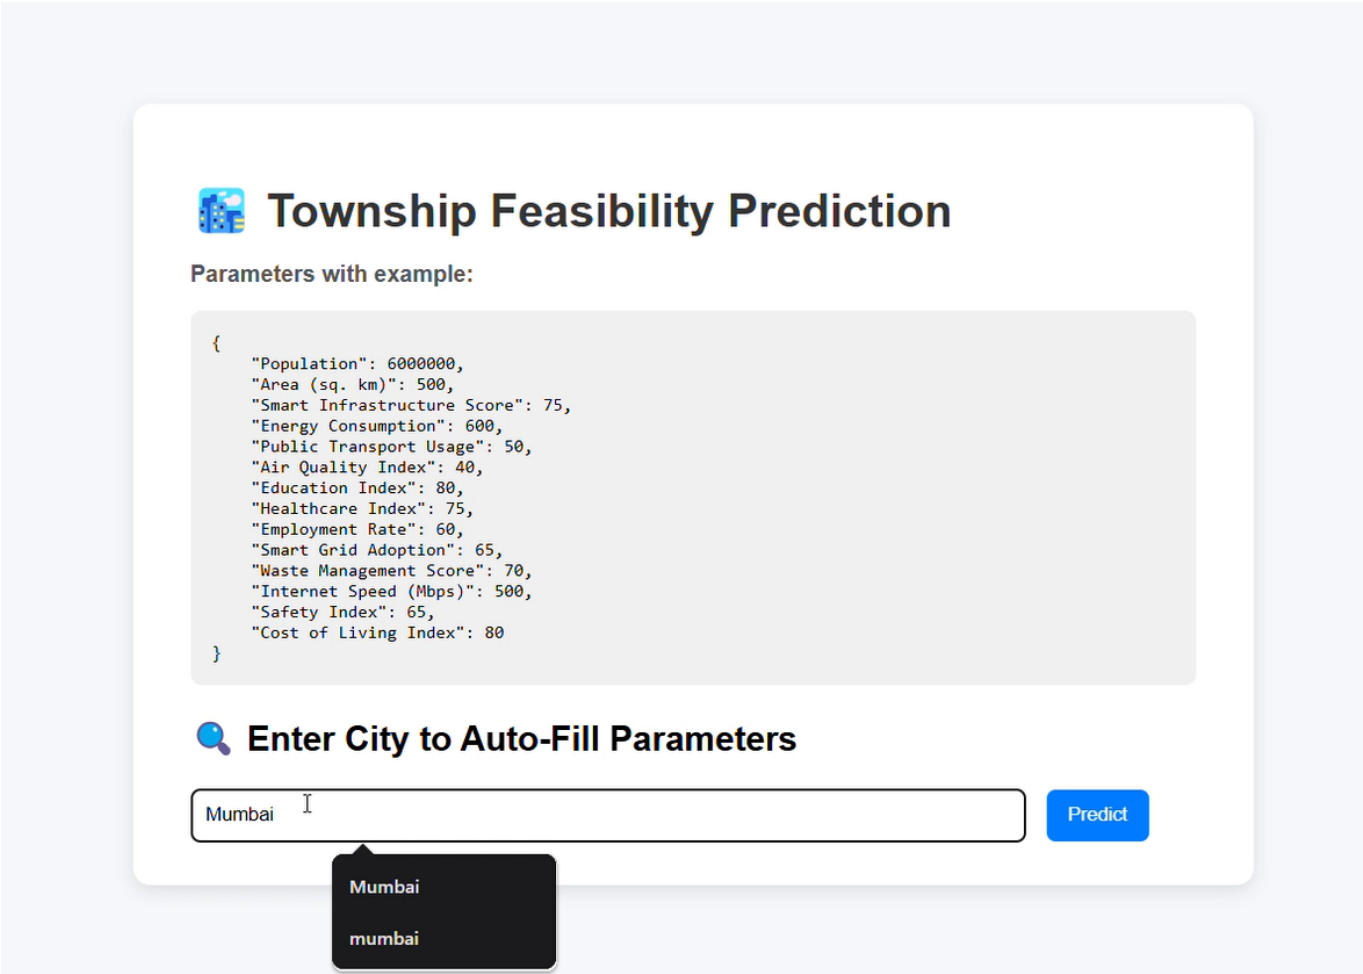 Township Feasibility Prediction
Parameters with example:
{
    "Population": 6000000,
    "Area (sq. km)": 500,
    "Smart Infrastructure Score": 75,
    "Energy Consumption": 600,
    "Public Transport Usage": 50,
    "Air Quality Index": 40,
    "Education Index": 80,
    "Healthcare Index": 75,
    "Employment Rate": 60,
    "Smart Grid Adoption": 65,
    "Waste Management Score": 70,
    "Internet Speed (Mbps)": 500,
    "Safety Index": 65,
    "Cost of Living Index": 80
}
Enter City to Auto-Fill Parameters
Mumbai Predict
Mumbai
mumbai